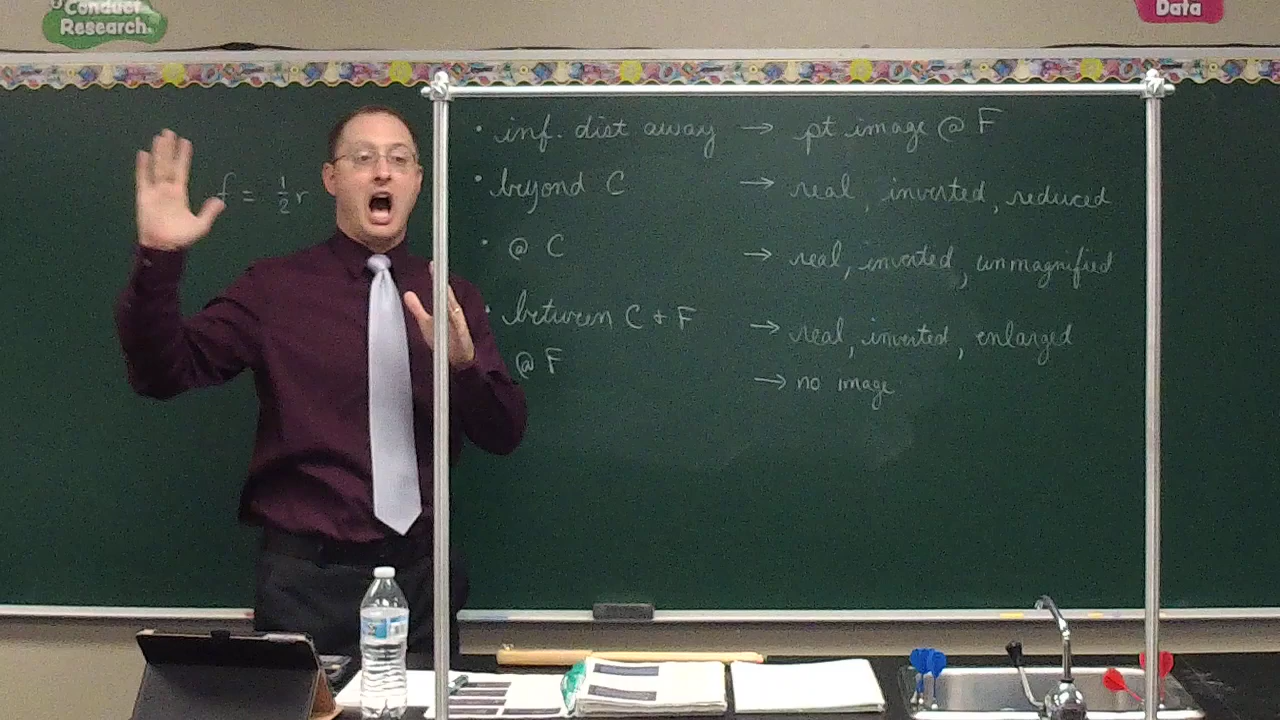 Conduct
Research.
Data
f = 1/2 r
• inf. dist away → pt image @ F
• beyond C → real, inverted, reduced
• @ C → real, inverted, unmagnified
• between C & F → real, inverted, enlarged
@ F → no image